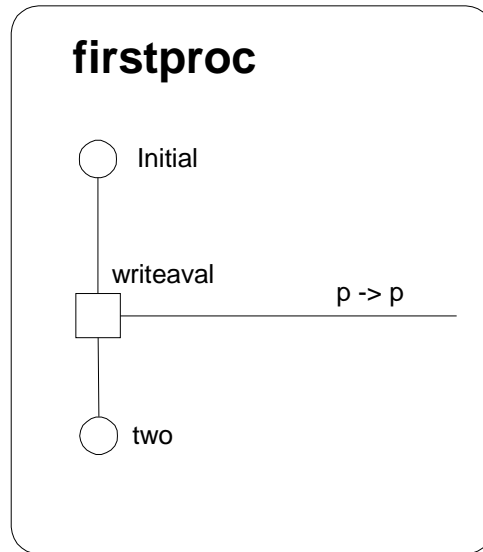 firstproc
Initial
writeaval
p -> p
two